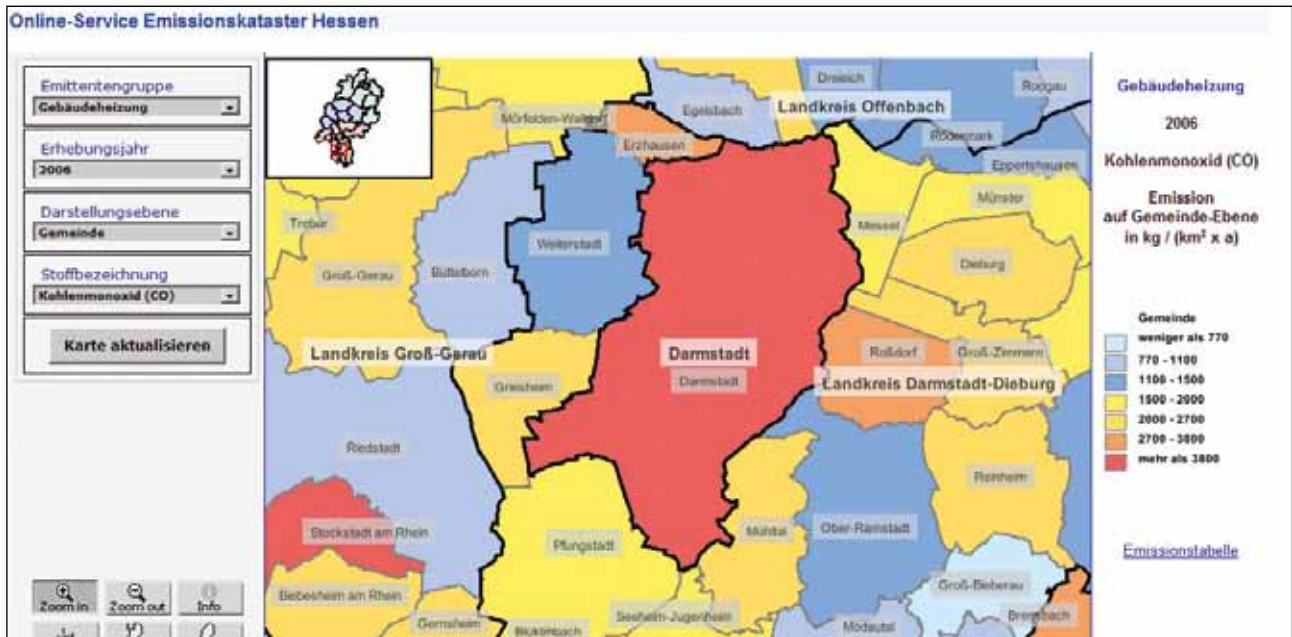 Online-Service Emissionskataster Hessen
Emittentengruppe
Gebäudeheizung
Erhebungsjahr
2006
Darstellungsebene
Gemeinde
Stoffbezeichnung
Kohlenmonoxid (CO)
Karte aktualisieren
Zoom in
Zoom out
Info
Dreieich
Rodgau
Egelsbach
Landkreis Offenbach
Mörfelden-Walldorf
Rödermark
Erzhausen
Eppertshausen
Münster
Trebur
Messel
Weiterstadt
Dieburg
Groß-Gerau
Büttelborn
Landkreis Groß-Gerau
Darmstadt
Roßdorf
Groß-Zimmern
Griesheim
Darmstadt
Landkreis Darmstadt-Dieburg
Riedstadt
Reinheim
Stockstadt am Rhein
Mühltal
Ober-Ramstadt
Pfungstadt
Groß-Bieberau
Biebesheim am Rhein
Seeheim-Jugenheim
Brensbach
Gernsheim
Modautal
Bickenbach
Gebäudeheizung
2006
Kohlenmonoxid (CO)
Emission
auf Gemeinde-Ebene
in kg / (km² x a)
Gemeinde
weniger als 770
770 - 1100
1100 - 1500
1500 - 2000
2000 - 2700
2700 - 3800
mehr als 3800
Emissionstabelle